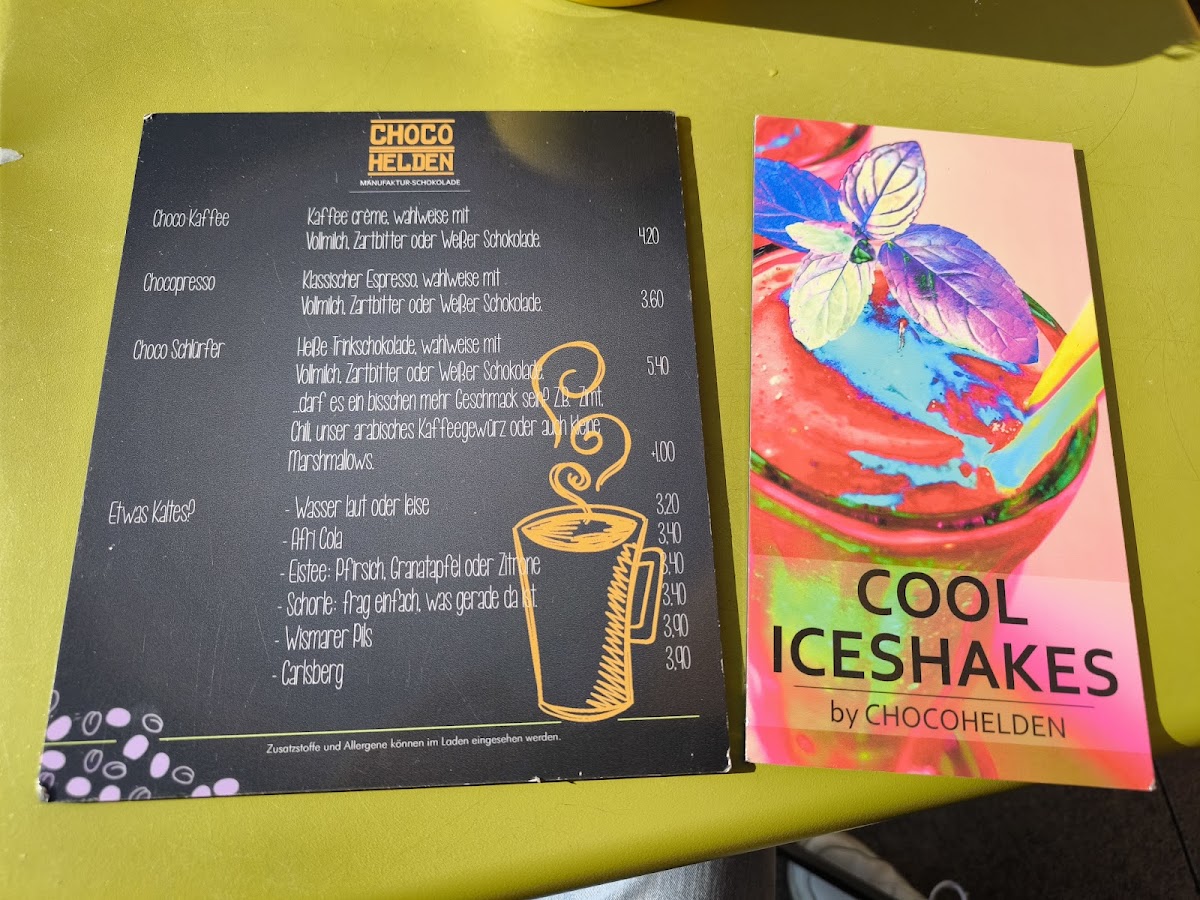 CHOCO
HELDEN
MANUFAKTUR-SCHOKOLADE
Choco Kaffee
Kaffee crème, wahlweise mit
Vollmilch, Zartbitter oder Weißer Schokolade. 4,20
Chocopresso
Klassischer Espresso, wahlweise mit
Vollmilch, Zartbitter oder Weißer Schokolade. 3,60
Choco Schlürfer
Heiße Trinkschokolade, wahlweise mit
Vollmilch, Zartbitter oder Weißer Schokolade. 5,40
...darf es ein bisschen mehr Geschmack sein? Z.B. Zimt,
Chili, unser arabisches Kaffeegewürz oder auch kleine
Marshmallows. +1,00
Etwas Kaltes?
- Wasser laut oder leise 3,20
- Afri Cola 3,40
- Eistee: Pfirsich, Granatapfel oder Zitrone 3,40
- Schorle: frag einfach, was gerade da ist. 3,40
- Wismarer Pils 3,90
- Carlsberg 3,90
Zusatzstoffe und Allergene können im Laden eingesehen werden.
COOL
ICESHAKES
by CHOCOHELDEN